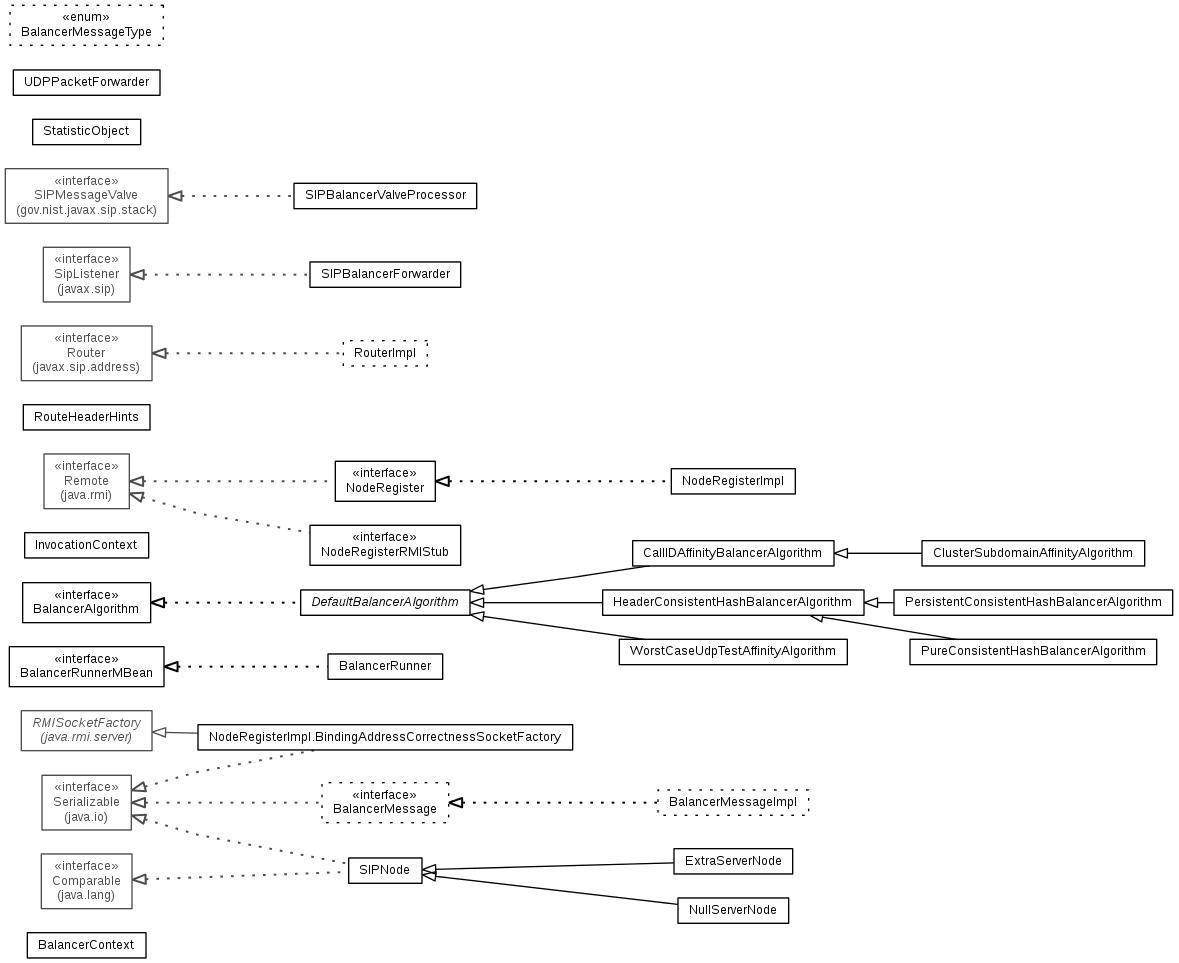 «enum»
BalancerMessageType
UDPPacketForwarder
StatisticObject
«interface»
SIPMessageValve
(gov.nist.javax.sip.stack)
SIPBalancerValveProcessor
«interface»
SipListener
(javax.sip)
SIPBalancerForwarder
«interface»
Router
(javax.sip.address)
RouterImpl
RouteHeaderHints
«interface»
Remote
(java.rmi)
«interface»
NodeRegister
NodeRegisterImpl
«interface»
NodeRegisterRMIStub
InvocationContext
CallIDAffinityBalancerAlgorithm
ClusterSubdomainAffinityAlgorithm
«interface»
BalancerAlgorithm
DefaultBalancerAlgorithm
HeaderConsistentHashBalancerAlgorithm
PersistentConsistentHashBalancerAlgorithm
WorstCaseUdpTestAffinityAlgorithm
PureConsistentHashBalancerAlgorithm
«interface»
BalancerRunnerMBean
BalancerRunner
RMISocketFactory
(java.rmi.server)
NodeRegisterImpl.BindingAddressCorrectnessSocketFactory
«interface»
Serializable
(java.io)
«interface»
BalancerMessage
BalancerMessageImpl
«interface»
Comparable
(java.lang)
SIPNode
ExtraServerNode
NullServerNode
BalancerContext